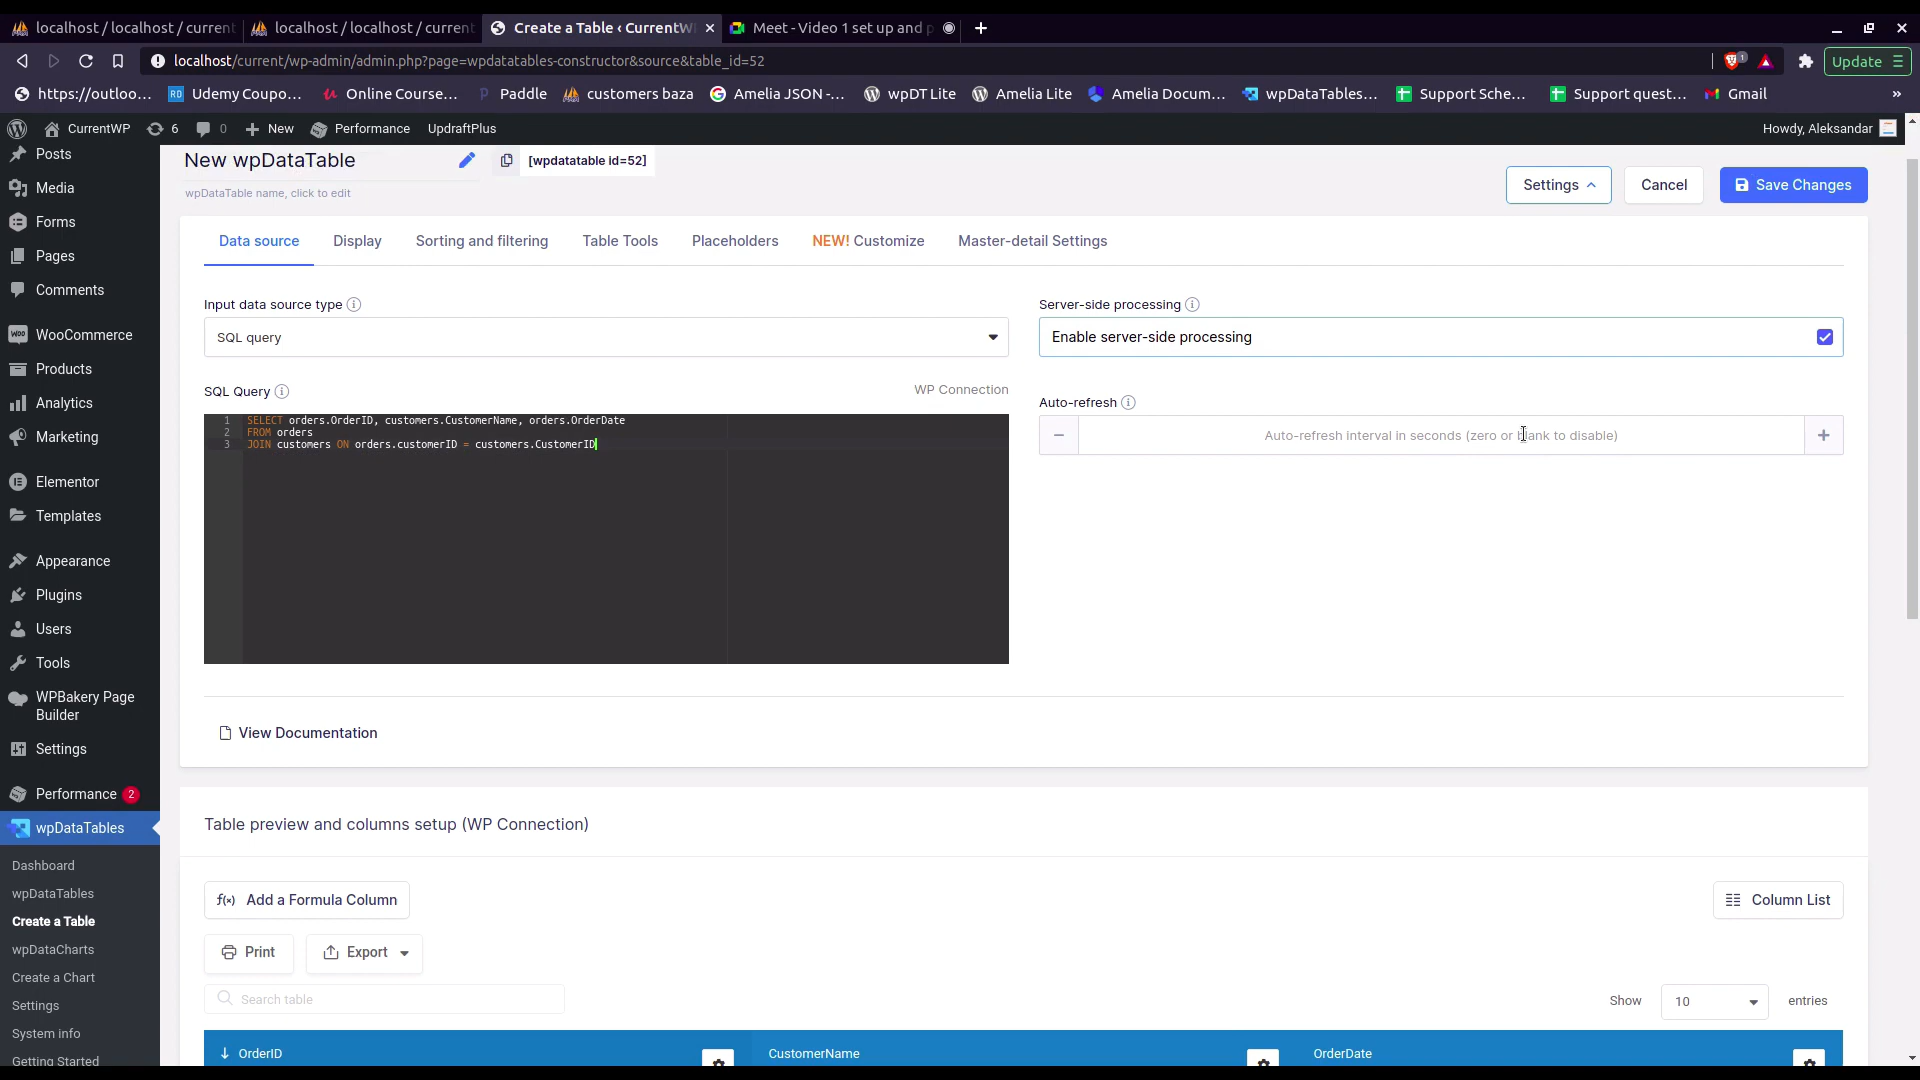 localhost / localhost / current
localhost / localhost / current
Create a Table ‹ CurrentW
Meet - Video 1 set up and p
localhost/current/wp-admin/admin.php?page=wpdatatables-constructor&source&table_id=52
1
Update
https://outloo...
RD
Udemy Coupo...
Online Course...
Paddle
customers baza
Amelia JSON -...
wpDT Lite
Amelia Lite
Amelia Docum...
wpDataTables...
Support Sche...
Support quest...
Gmail
»
CurrentWP
6
0
New
Performance
UpdraftPlus
Howdy, Aleksandar
Posts
Media
Forms
Pages
Comments
WooCommerce
Products
Analytics
Marketing
Elementor
Templates
Appearance
Plugins
Users
Tools
WPBakery Page
Builder
Settings
Performance 2
wpDataTables
Dashboard
wpDataTables
Create a Table
wpDataCharts
Create a Chart
Settings
System info
Getting Started
New wpDataTable
[wpdatatable id=52]
wpDataTable name, click to edit
Settings
Cancel
Save Changes
Data source
Display
Sorting and filtering
Table Tools
Placeholders
NEW! Customize
Master-detail Settings
Input data source type
SQL query
Server-side processing
Enable server-side processing
SQL Query
WP Connection
1 SELECT orders.OrderID, customers.CustomerName, orders.OrderDate
2 FROM orders
3 JOIN customers ON orders.customerID = customers.CustomerID
Auto-refresh
Auto-refresh interval in seconds (zero or blank to disable)
View Documentation
Table preview and columns setup (WP Connection)
f(x) Add a Formula Column
Column List
Print
Export
Search table
Show 10 entries
OrderID
CustomerName
OrderDate